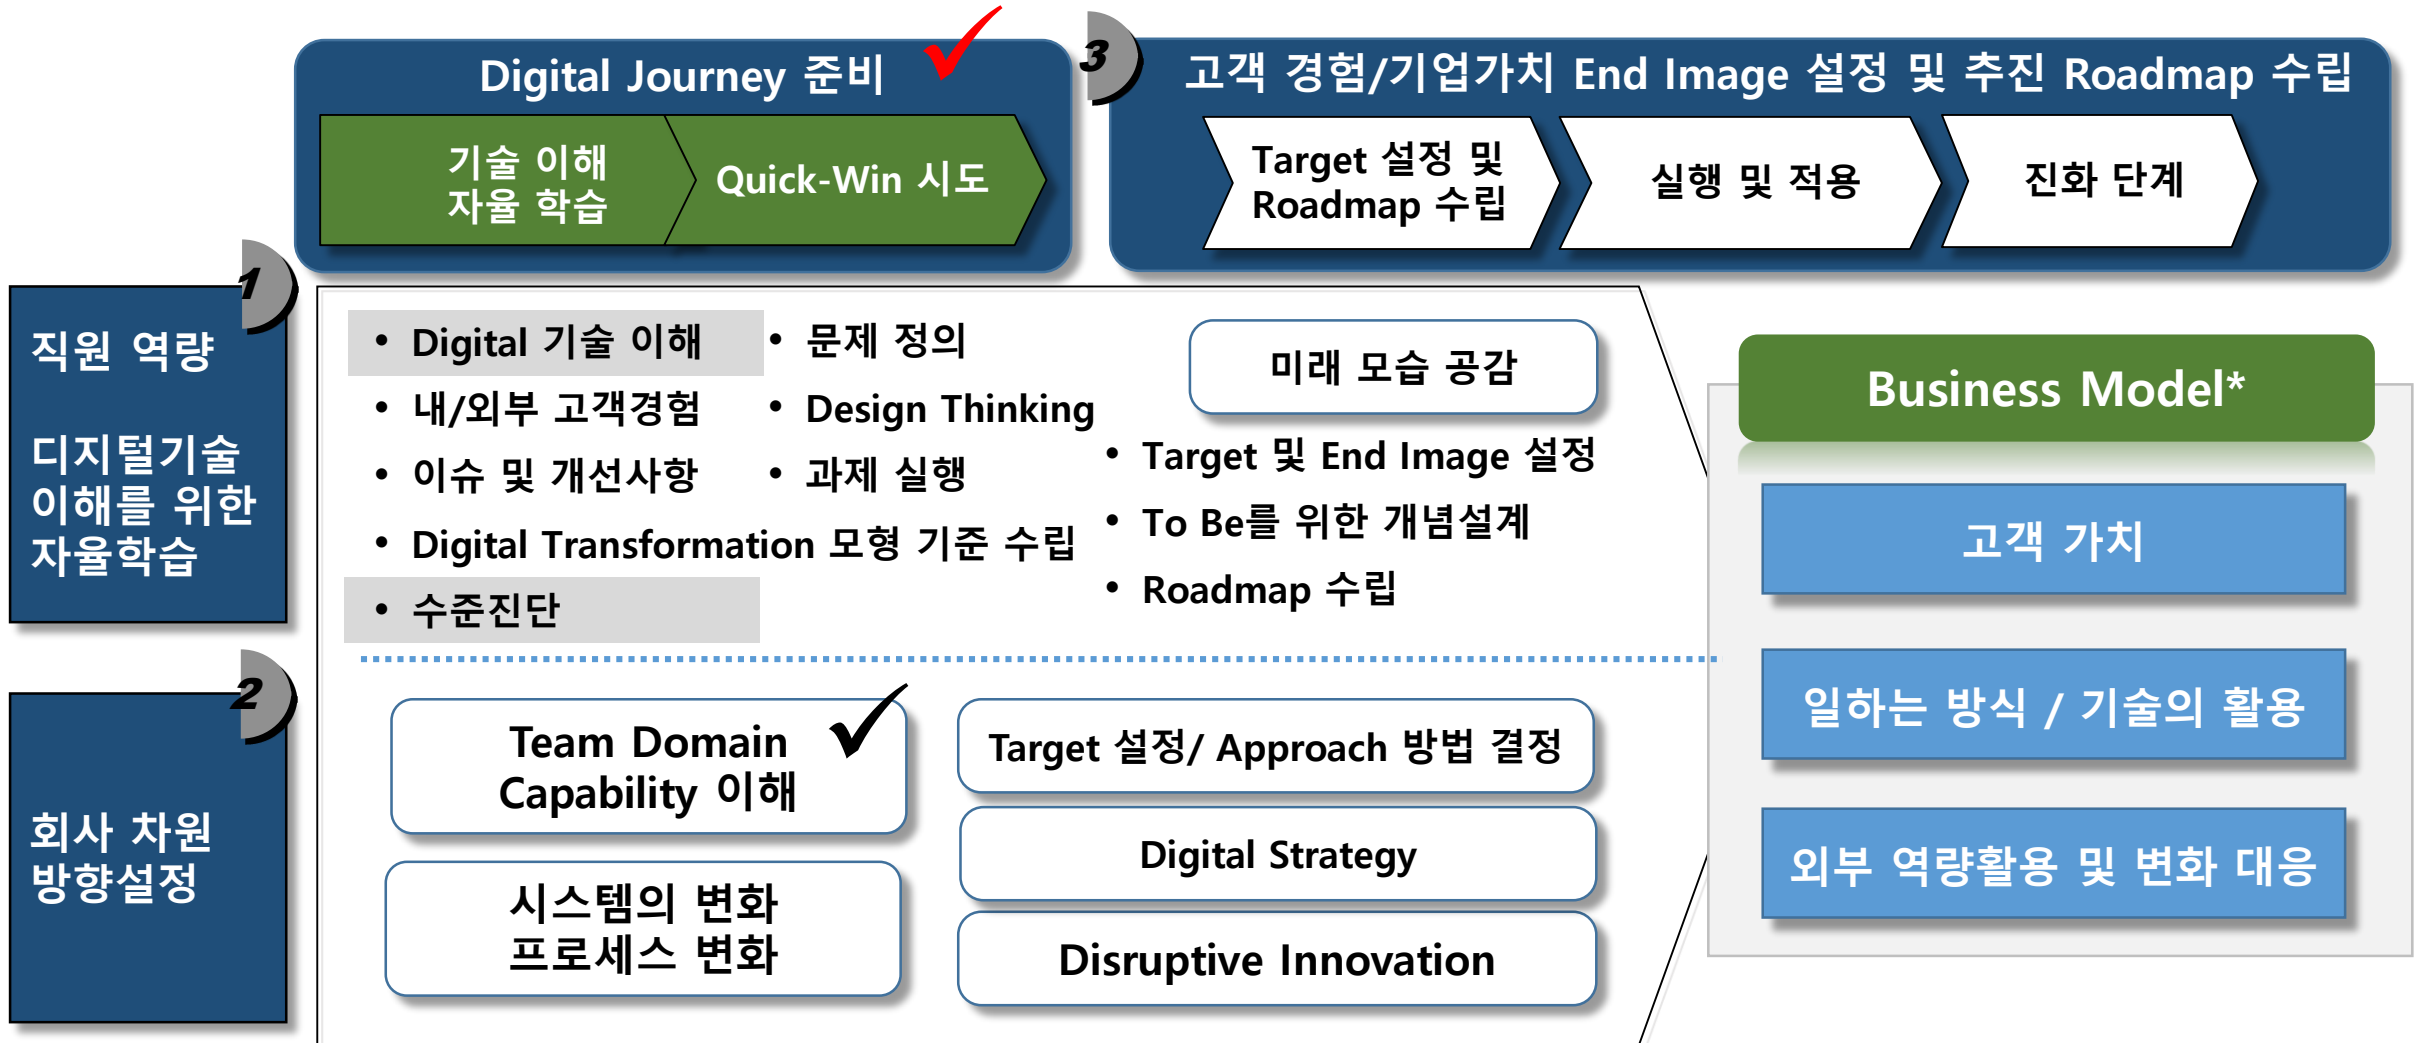 Digital Journey 준비
기술 이해
자율 학습
Quick-Win 시도
3
고객 경험/기업가치 End Image 설정 및 추진 Roadmap 수립
Target 설정 및
Roadmap 수립
실행 및 적용
진화 단계
1
직원 역량
디지털기술
이해를 위한
자율학습
• Digital 기술 이해
• 내/외부 고객경험
• 이슈 및 개선사항
• Digital Transformation 모형 기준 수립
• 수준진단
• 문제 정의
• Design Thinking
• 과제 실행
미래 모습 공감
• Target 및 End Image 설정
• To Be를 위한 개념설계
• Roadmap 수립
2
회사 차원
방향설정
Team Domain
Capability 이해
시스템의 변화
프로세스 변화
Target 설정/ Approach 방법 결정
Digital Strategy
Disruptive Innovation
Business Model*
고객 가치
일하는 방식 / 기술의 활용
외부 역량활용 및 변화 대응